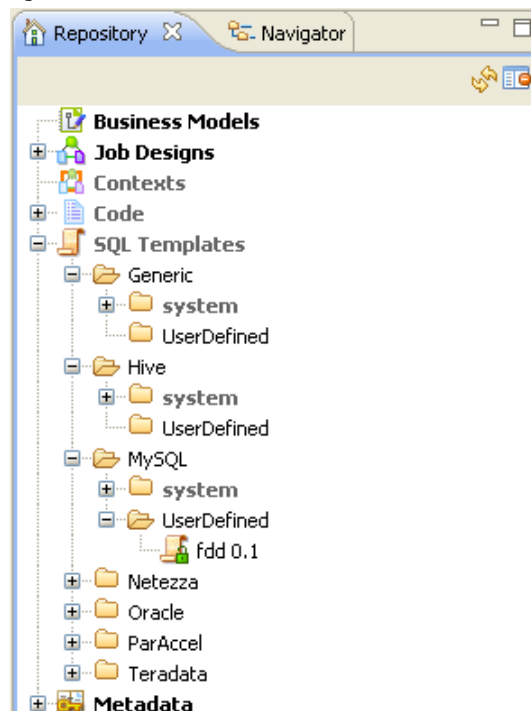 Repository Navigator
Business Models
Job Designs
Contexts
Code
SQL Templates
Generic
system
UserDefined
Hive
system
UserDefined
MySQL
system
UserDefined
fdd 0.1
Netezza
Oracle
ParAccel
Teradata
Metadata